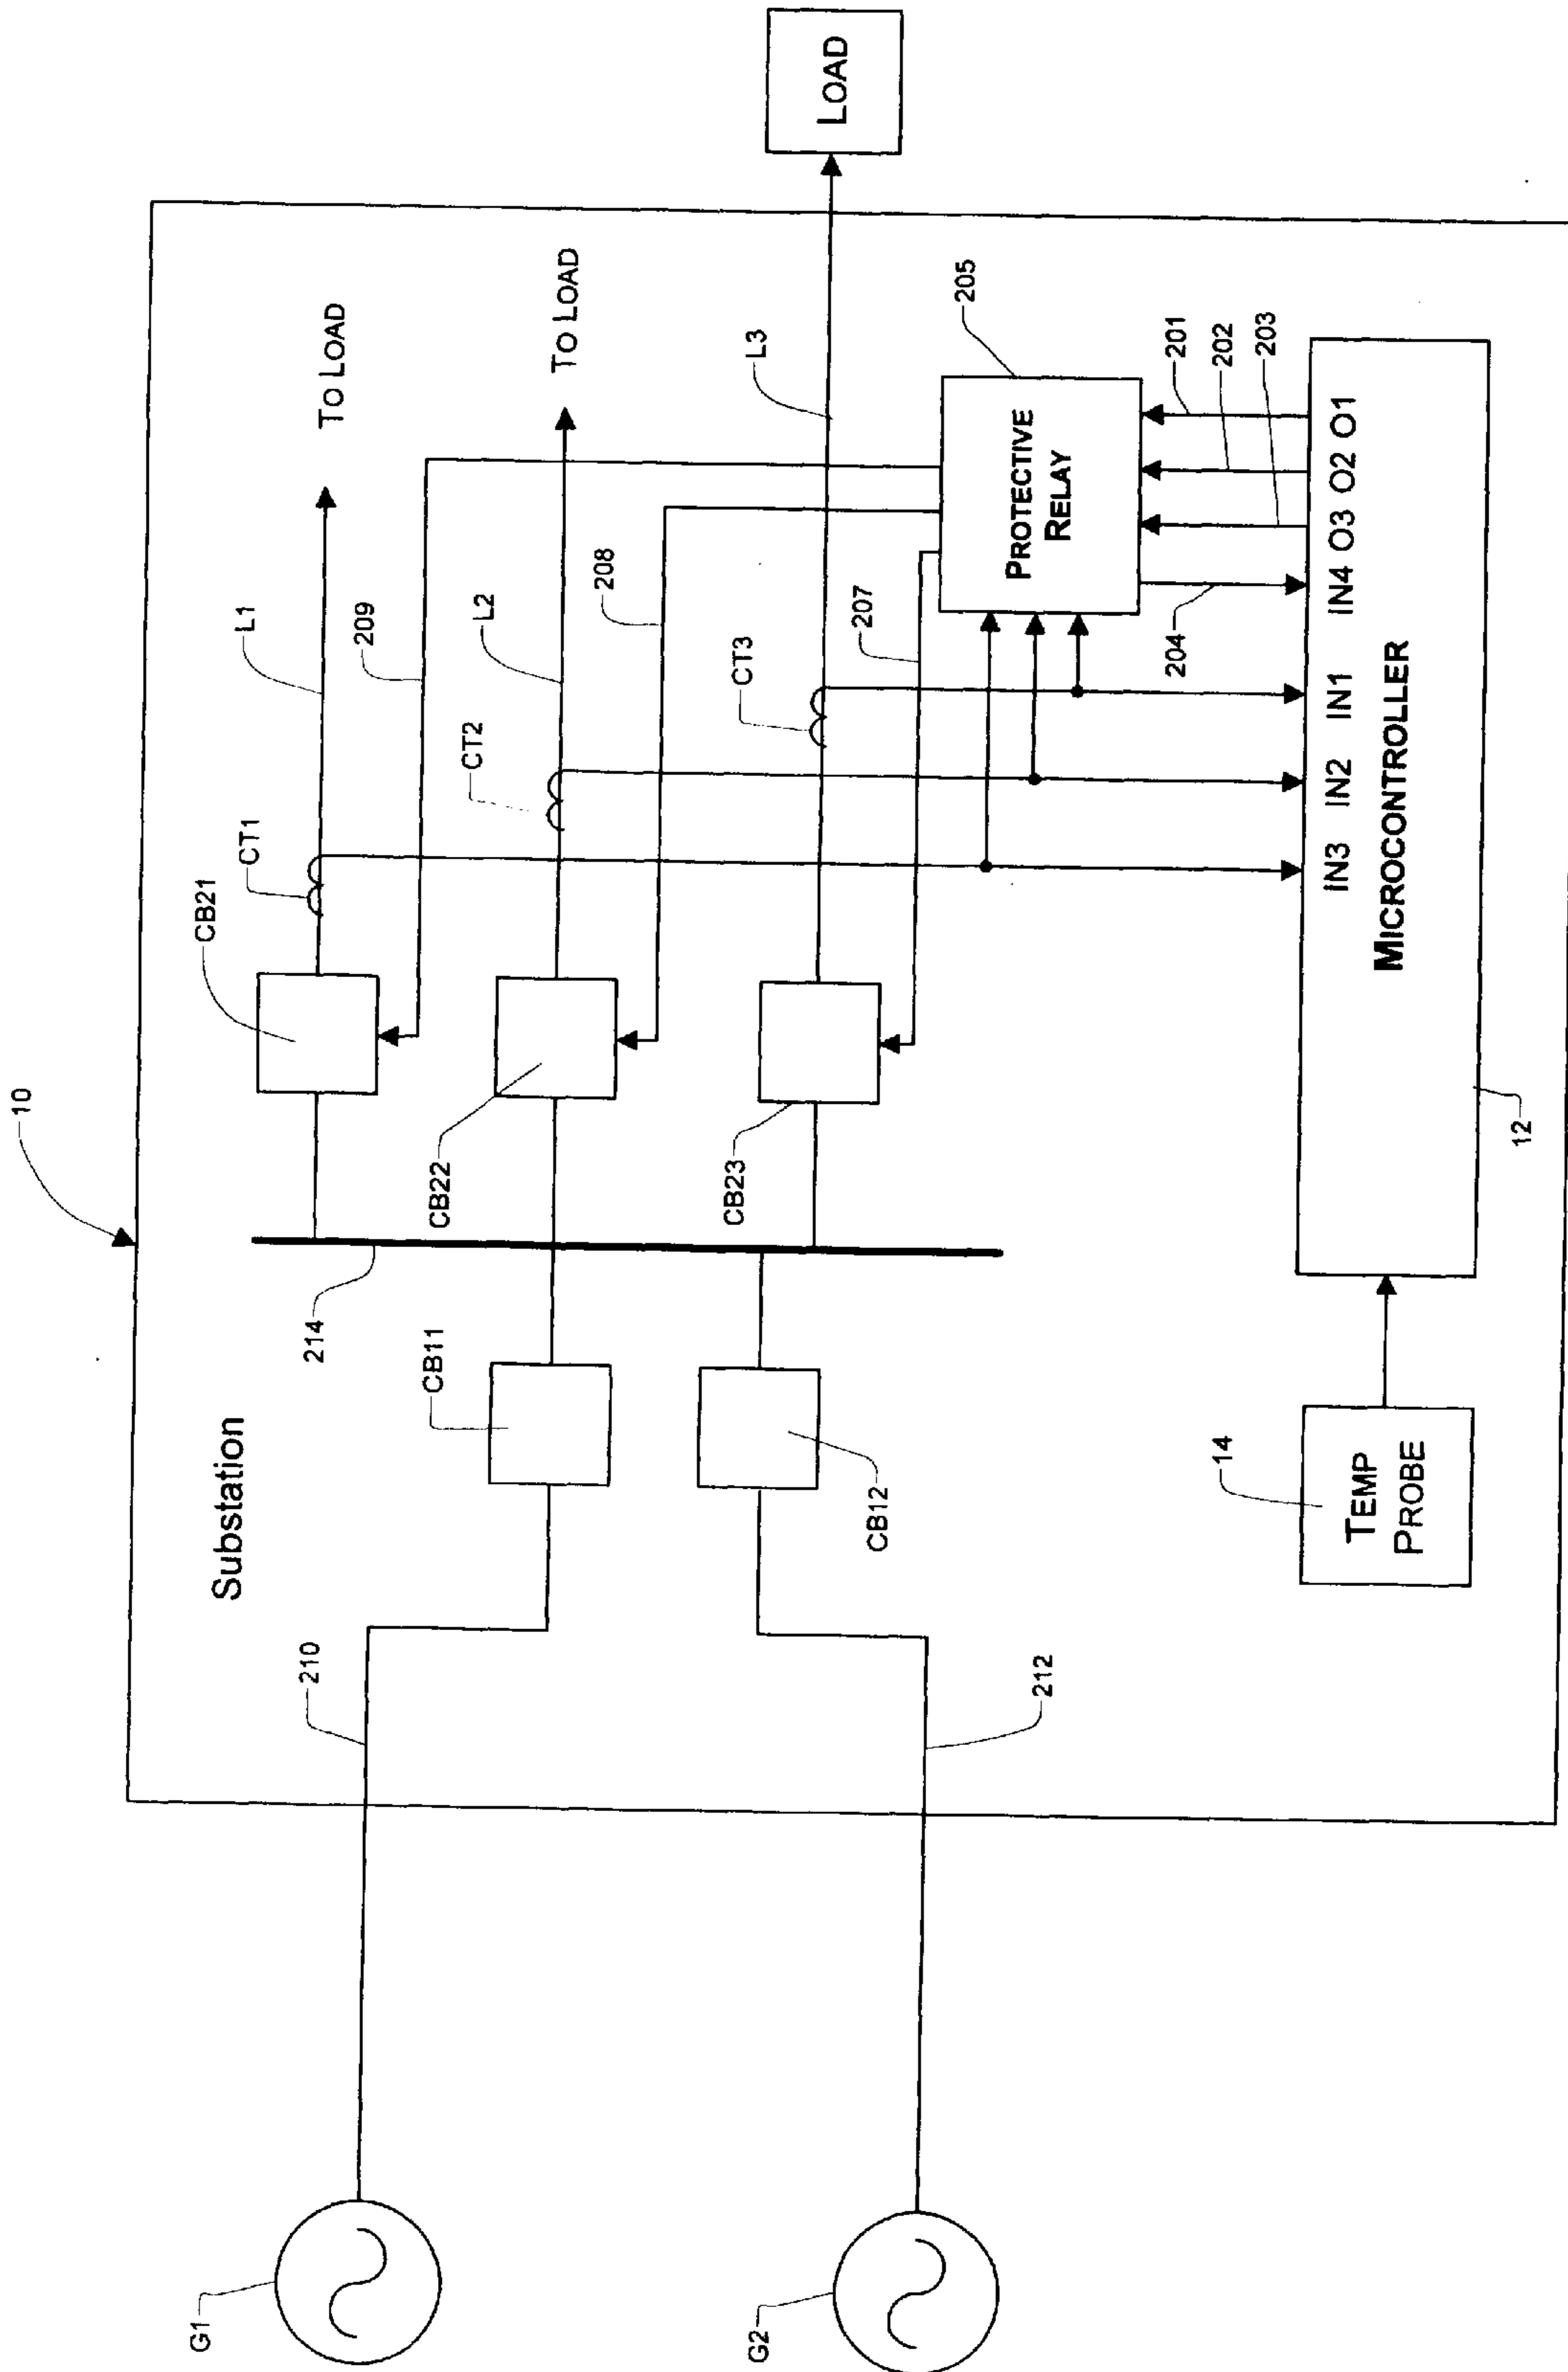 10
Substation
G1
210
G2
212
CB11
CB12
214
CB21
CB22
CB23
CT1
CT2
CT3
L1
209
L2
208
L3
207
TO LOAD
TO LOAD
LOAD
205
PROTECTIVE
RELAY
201
202
203
204
IN3 IN2 IN1 IN4 O3 O2 O1
MICROCONTROLLER
12
14
TEMP
PROBE